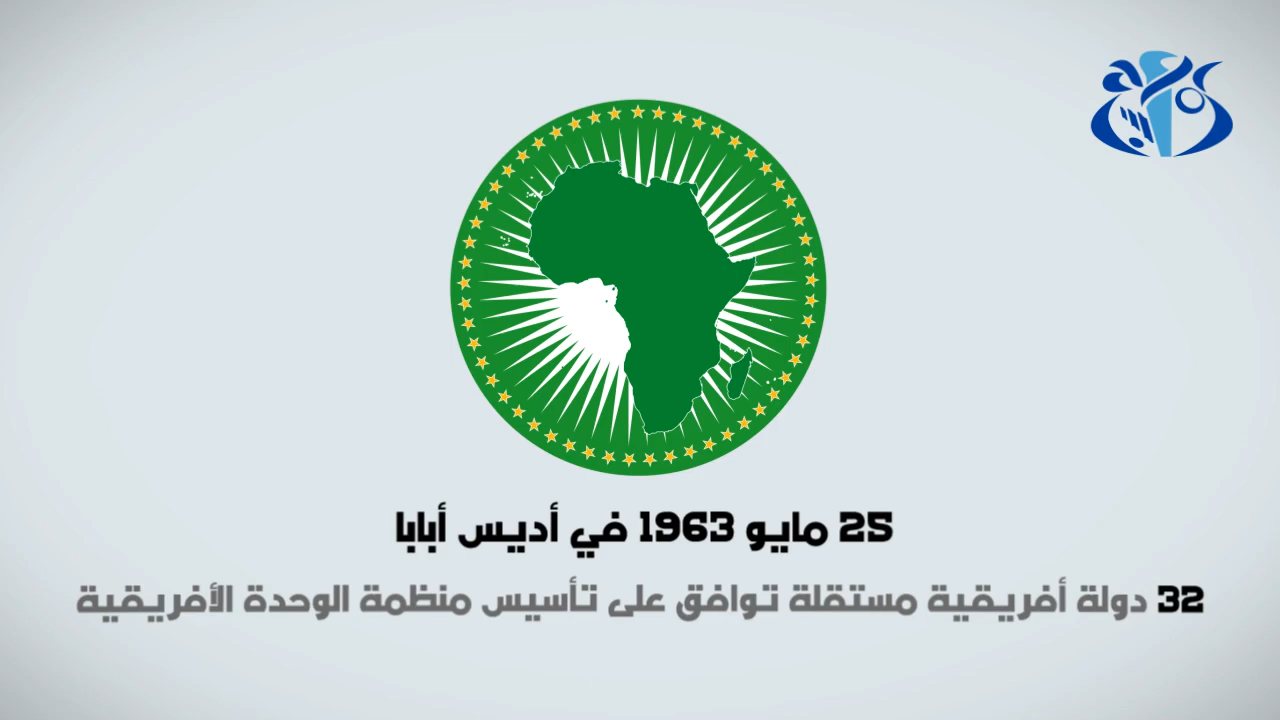 25 مايو 1963 في أديس أبابا
32 دولة أفريقية مستقلة توافق على تأسيس منظمة الوحدة الأفريقية